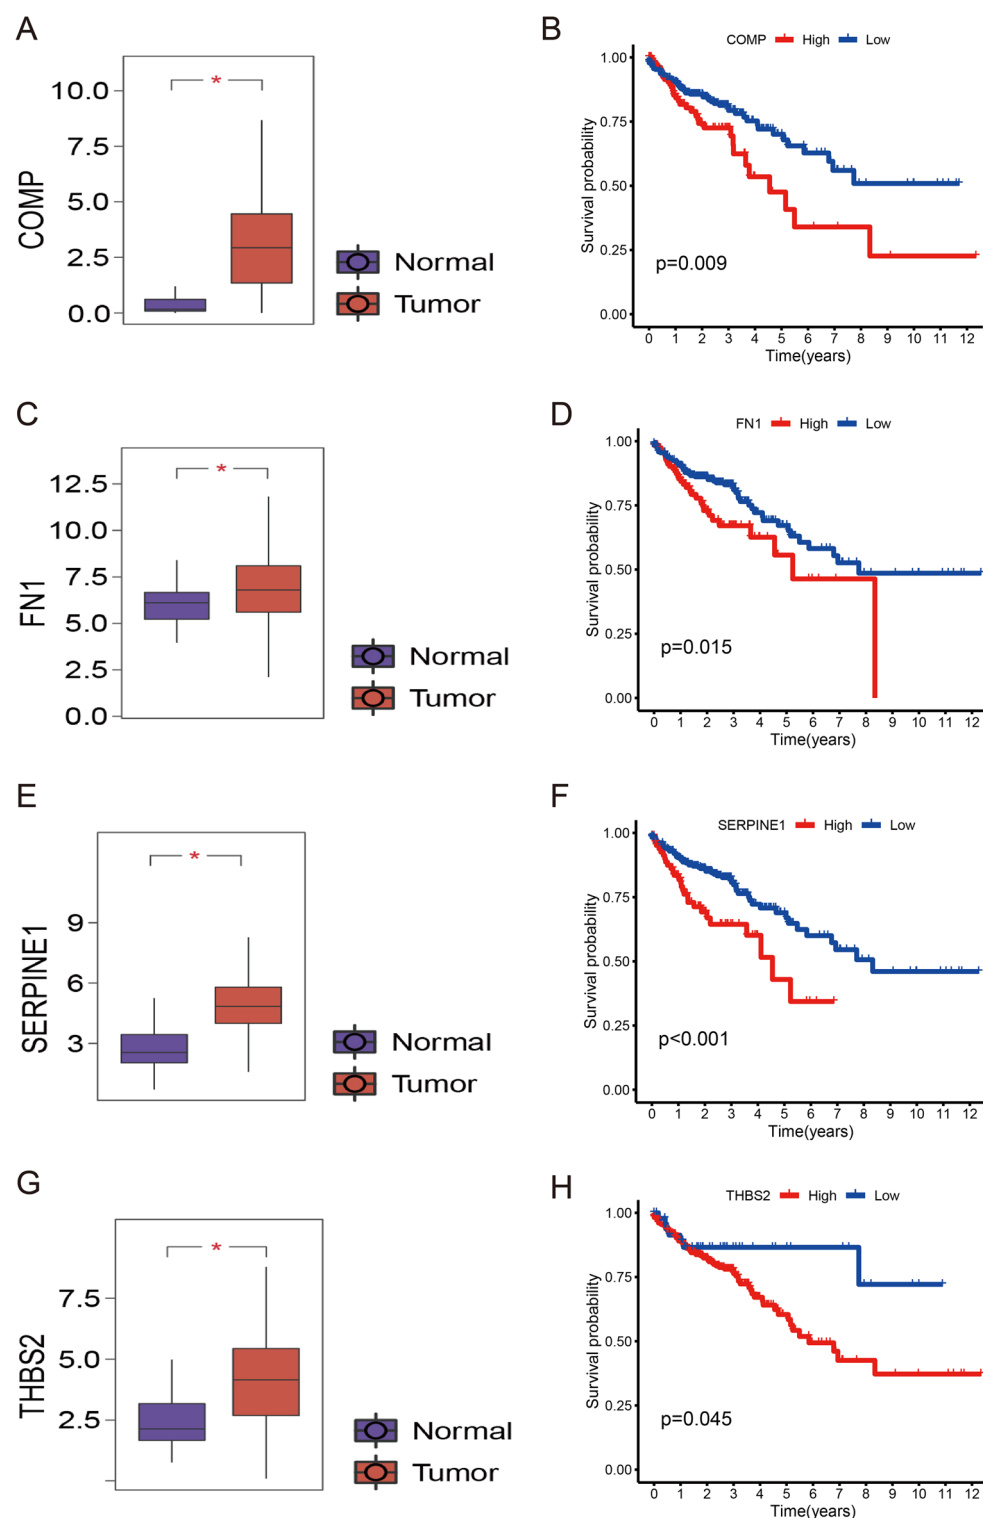 A
COMP
10.0
7.5
5.0
2.5
0.0
*
Normal
Tumor
B
COMP High Low
Survival probability
1.00
0.75
0.50
0.25
0.00
p=0.009
0 1 2 3 4 5 6 7 8 9 10 11 12
Time(years)
C
FN1
12.5
10.0
7.5
5.0
2.5
0.0
*
Normal
Tumor
D
FN1 High Low
Survival probability
1.00
0.75
0.50
0.25
0.00
p=0.015
0 1 2 3 4 5 6 7 8 9 10 11 12
Time(years)
E
SERPINE1
9
6
3
*
Normal
Tumor
F
SERPINE1 High Low
Survival probability
1.00
0.75
0.50
0.25
0.00
p<0.001
0 1 2 3 4 5 6 7 8 9 10 11 12
Time(years)
G
THBS2
7.5
5.0
2.5
*
Normal
Tumor
H
THBS2 High Low
Survival probability
1.00
0.75
0.50
0.25
0.00
p=0.045
0 1 2 3 4 5 6 7 8 9 10 11 12
Time(years)